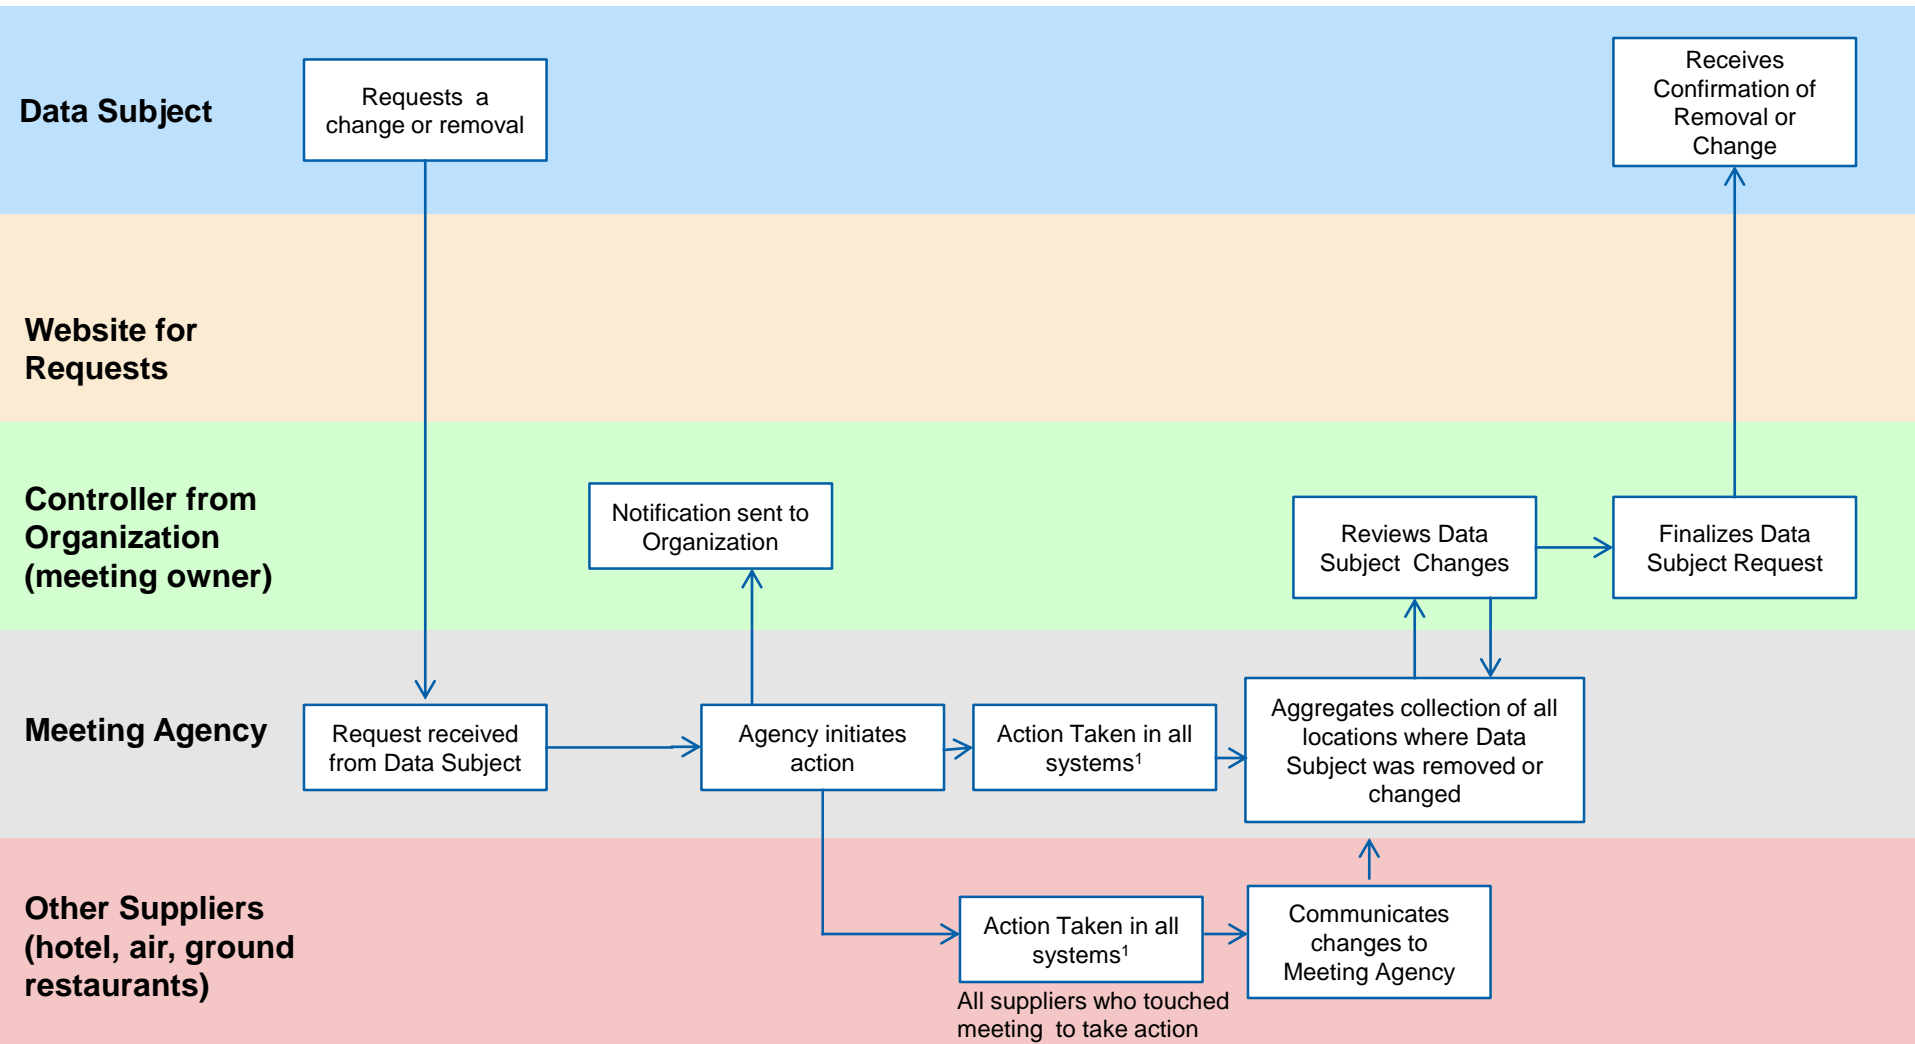 Data Subject
Requests a
change or removal
Receives
Confirmation of
Removal or
Change
Website for
Requests
Controller from
Organization
(meeting owner)
Notification sent to
Organization
Reviews Data
Subject Changes
Finalizes Data
Subject Request
Meeting Agency
Request received
from Data Subject
Agency initiates
action
Action Taken in all
systems¹
Aggregates collection of all
locations where Data
Subject was removed or
changed
Other Suppliers
(hotel, air, ground
restaurants)
Action Taken in all
systems¹
All suppliers who touched
meeting to take action
Communicates
changes to
Meeting Agency